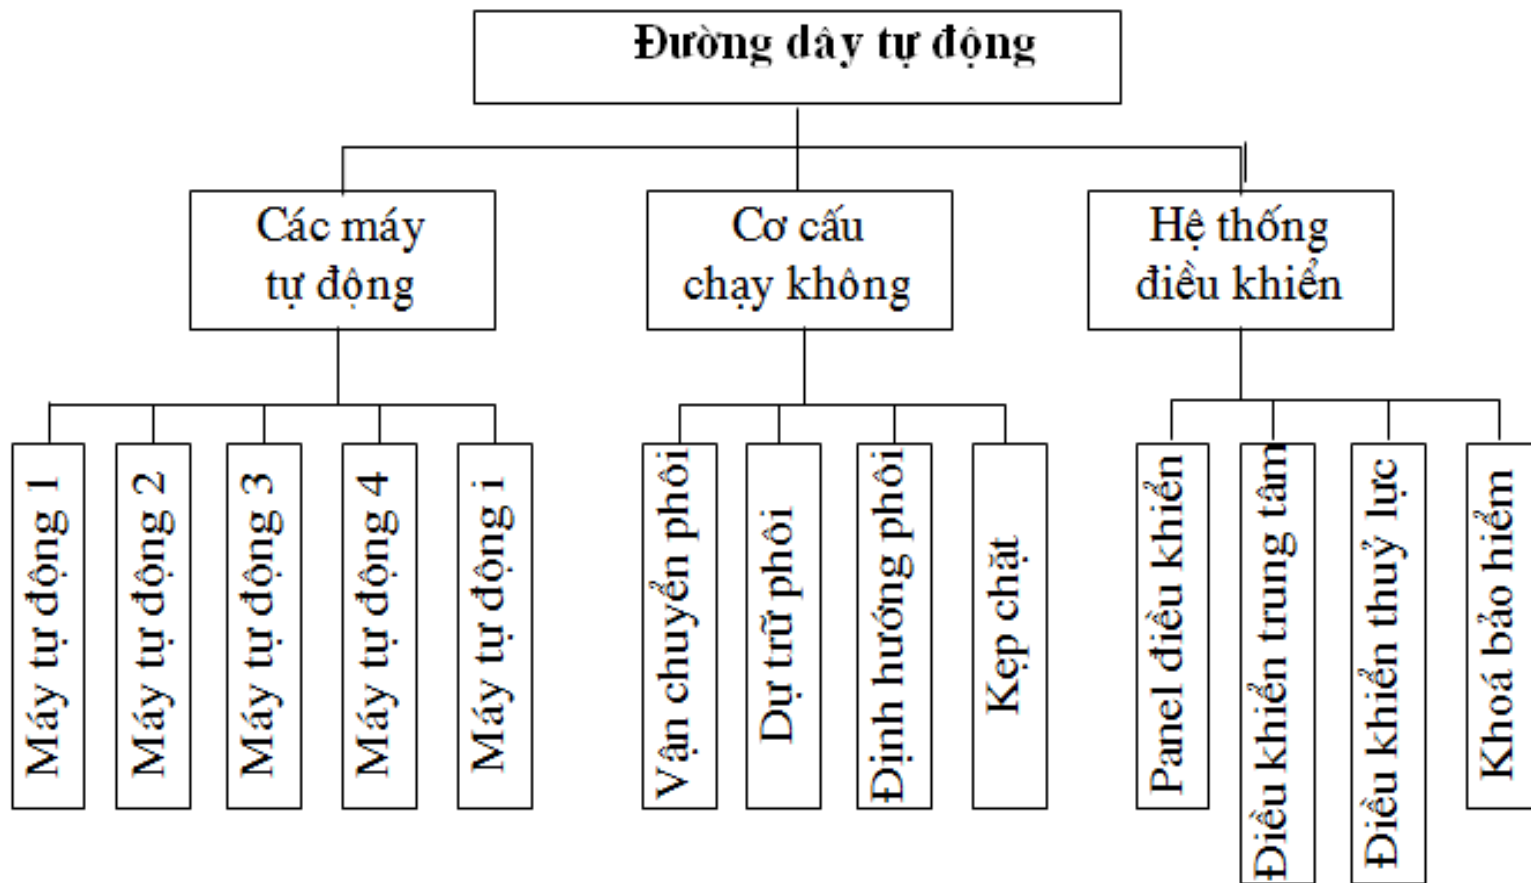 Đường dây tự động
Các máy
tự động
Cơ cấu
chạy không
Hệ thống
điều khiển
Máy tự động 1
Máy tự động 2
Máy tự động 3
Máy tự động 4
Máy tự động i
Vận chuyển phôi
Dự trữ phôi
Định hướng phôi
Kẹp chặt
Panel điều khiển
Điều khiển trung tâm
Điều khiển thuỷ lực
Khoá bảo hiểm